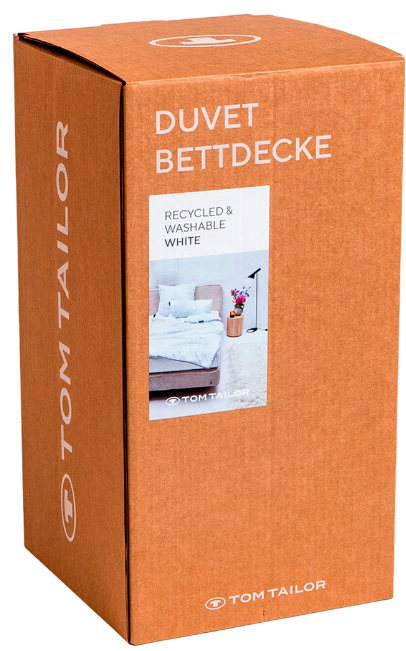 TOM TAILOR
DUVET
BETTDECKE
RECYCLED &
WASHABLE
WHITE
TOM TAILOR
TOM TAILOR